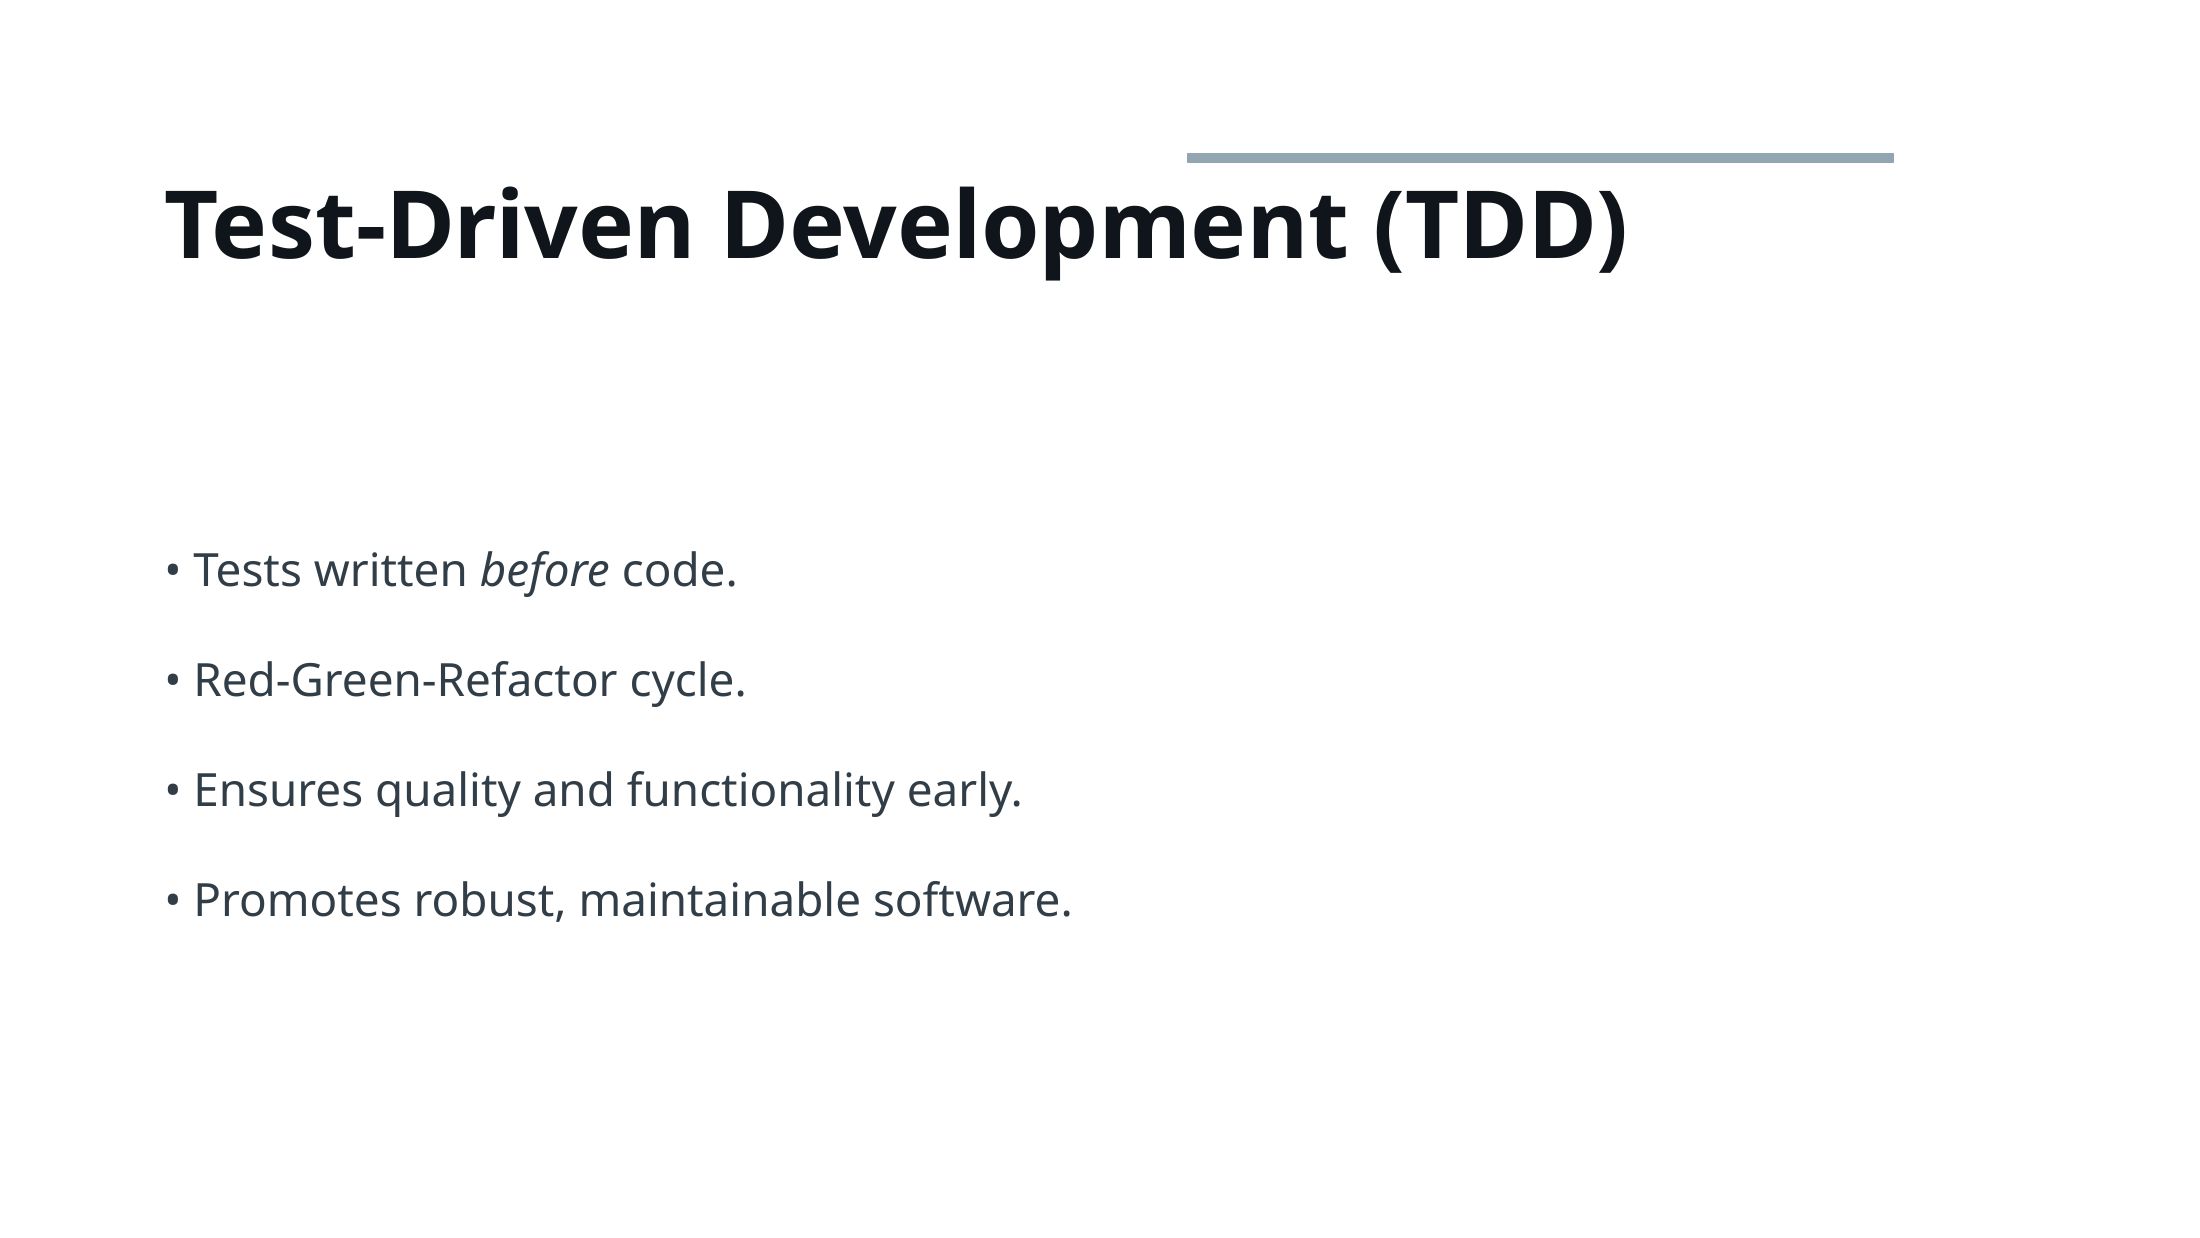 Test-Driven Development (TDD)
• Tests written before code.
• Red-Green-Refactor cycle.
• Ensures quality and functionality early.
• Promotes robust, maintainable software.